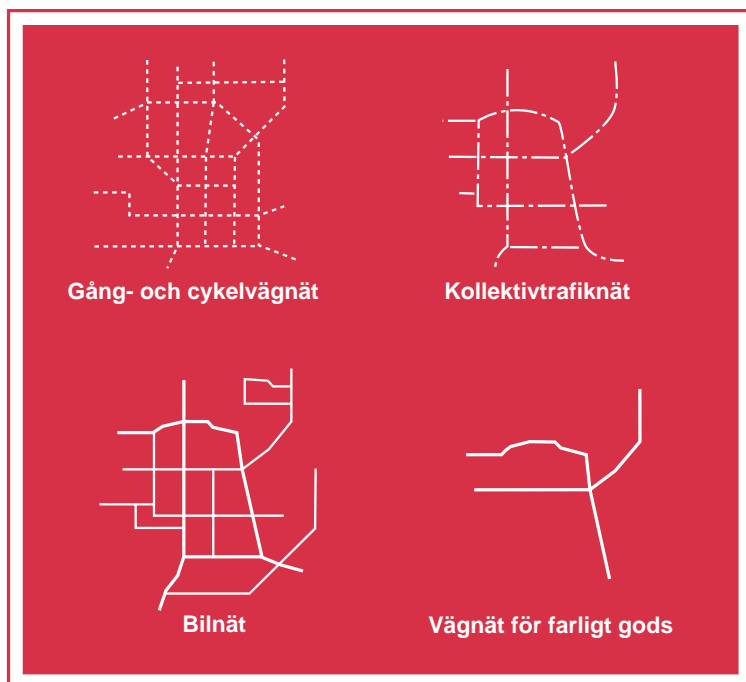 Gång- och cykelvägnät
Kollektivtrafiknät
Bilnät
Vägnät för farligt gods